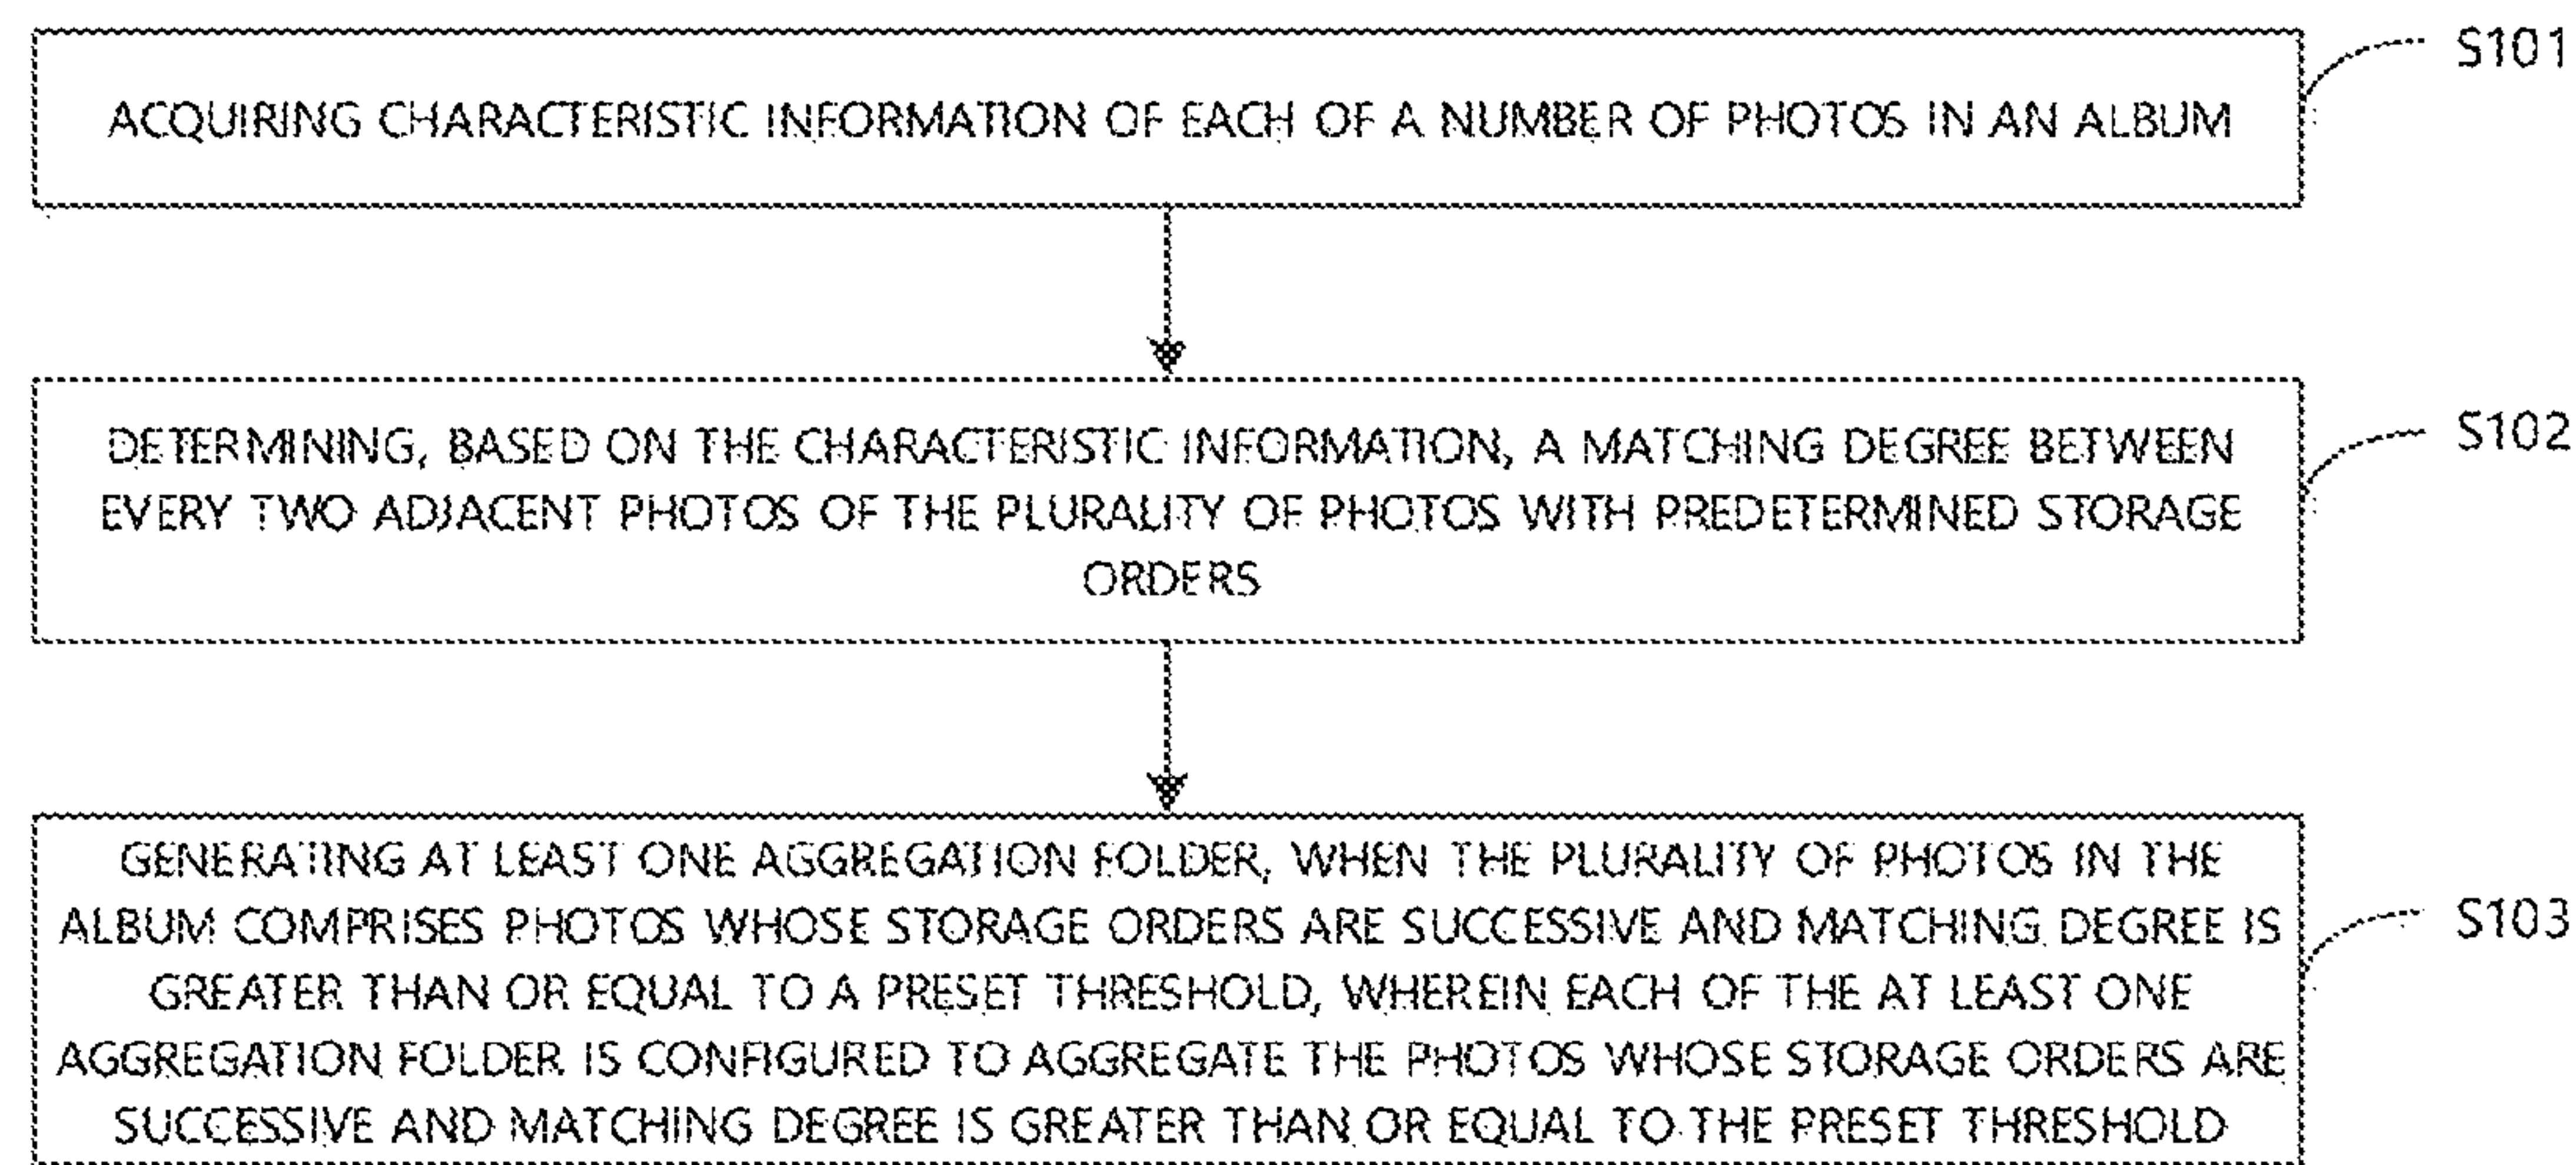 S101
ACQUIRING CHARACTERISTIC INFORMATION OF EACH OF A NUMBER OF PHOTOS IN AN ALBUM
S102
DETERMINING, BASED ON THE CHARACTERISTIC INFORMATION, A MATCHING DEGREE BETWEEN
EVERY TWO ADJACENT PHOTOS OF THE PLURALITY OF PHOTOS WITH PREDETERMINED STORAGE
ORDERS
GENERATING AT LEAST ONE AGGREGATION FOLDER, WHEN THE PLURALITY OF PHOTOS IN THE
ALBUM COMPRISES PHOTOS WHOSE STORAGE ORDERS ARE SUCCESSIVE AND MATCHING DEGREE IS
S103
GREATER THAN OR EQUAL TO A PRESET THRESHOLD, WHEREIN EACH OF THE AT LEAST ONE
AGGREGATION FOLDER IS CONFIGURED TO AGGREGATE THE PHOTOS WHOSE STORAGE ORDERS ARE
SUCCESSIVE AND MATCHING DEGREE IS GREATER THAN OR EQUAL TO THE PRESET THRESHOLD